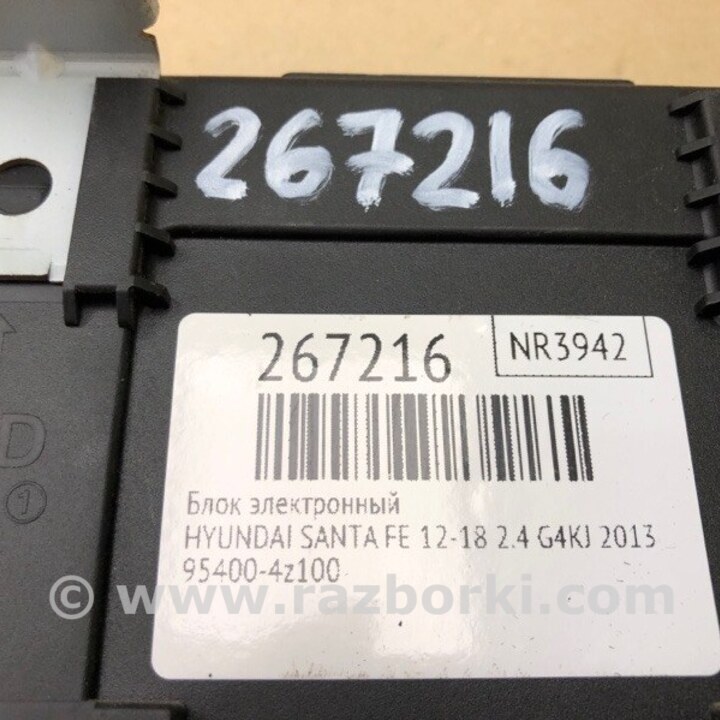 267216
267216
NR3942
Блок электронный
HYUNDAI SANTA FE 12-18 2.4 G4KJ 2013
95400-4z100
© www.razborki.com
D
1